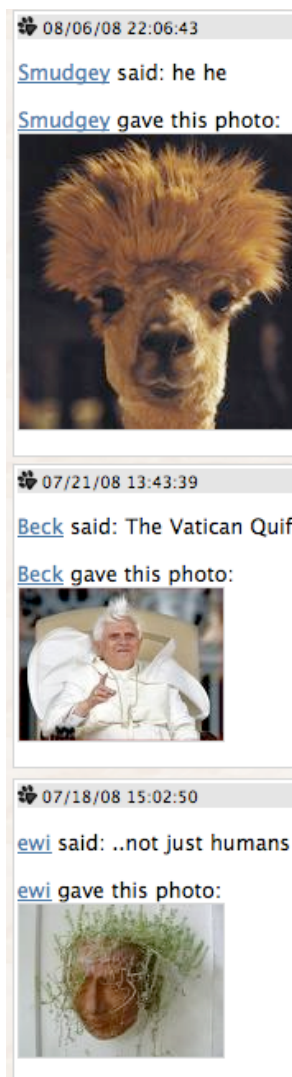 08/06/08 22:06:43
Smudgey said: he he
Smudgey gave this photo:
07/21/08 13:43:39
Beck said: The Vatican Quif
Beck gave this photo:
07/18/08 15:02:50
ewi said: ..not just humans
ewi gave this photo: